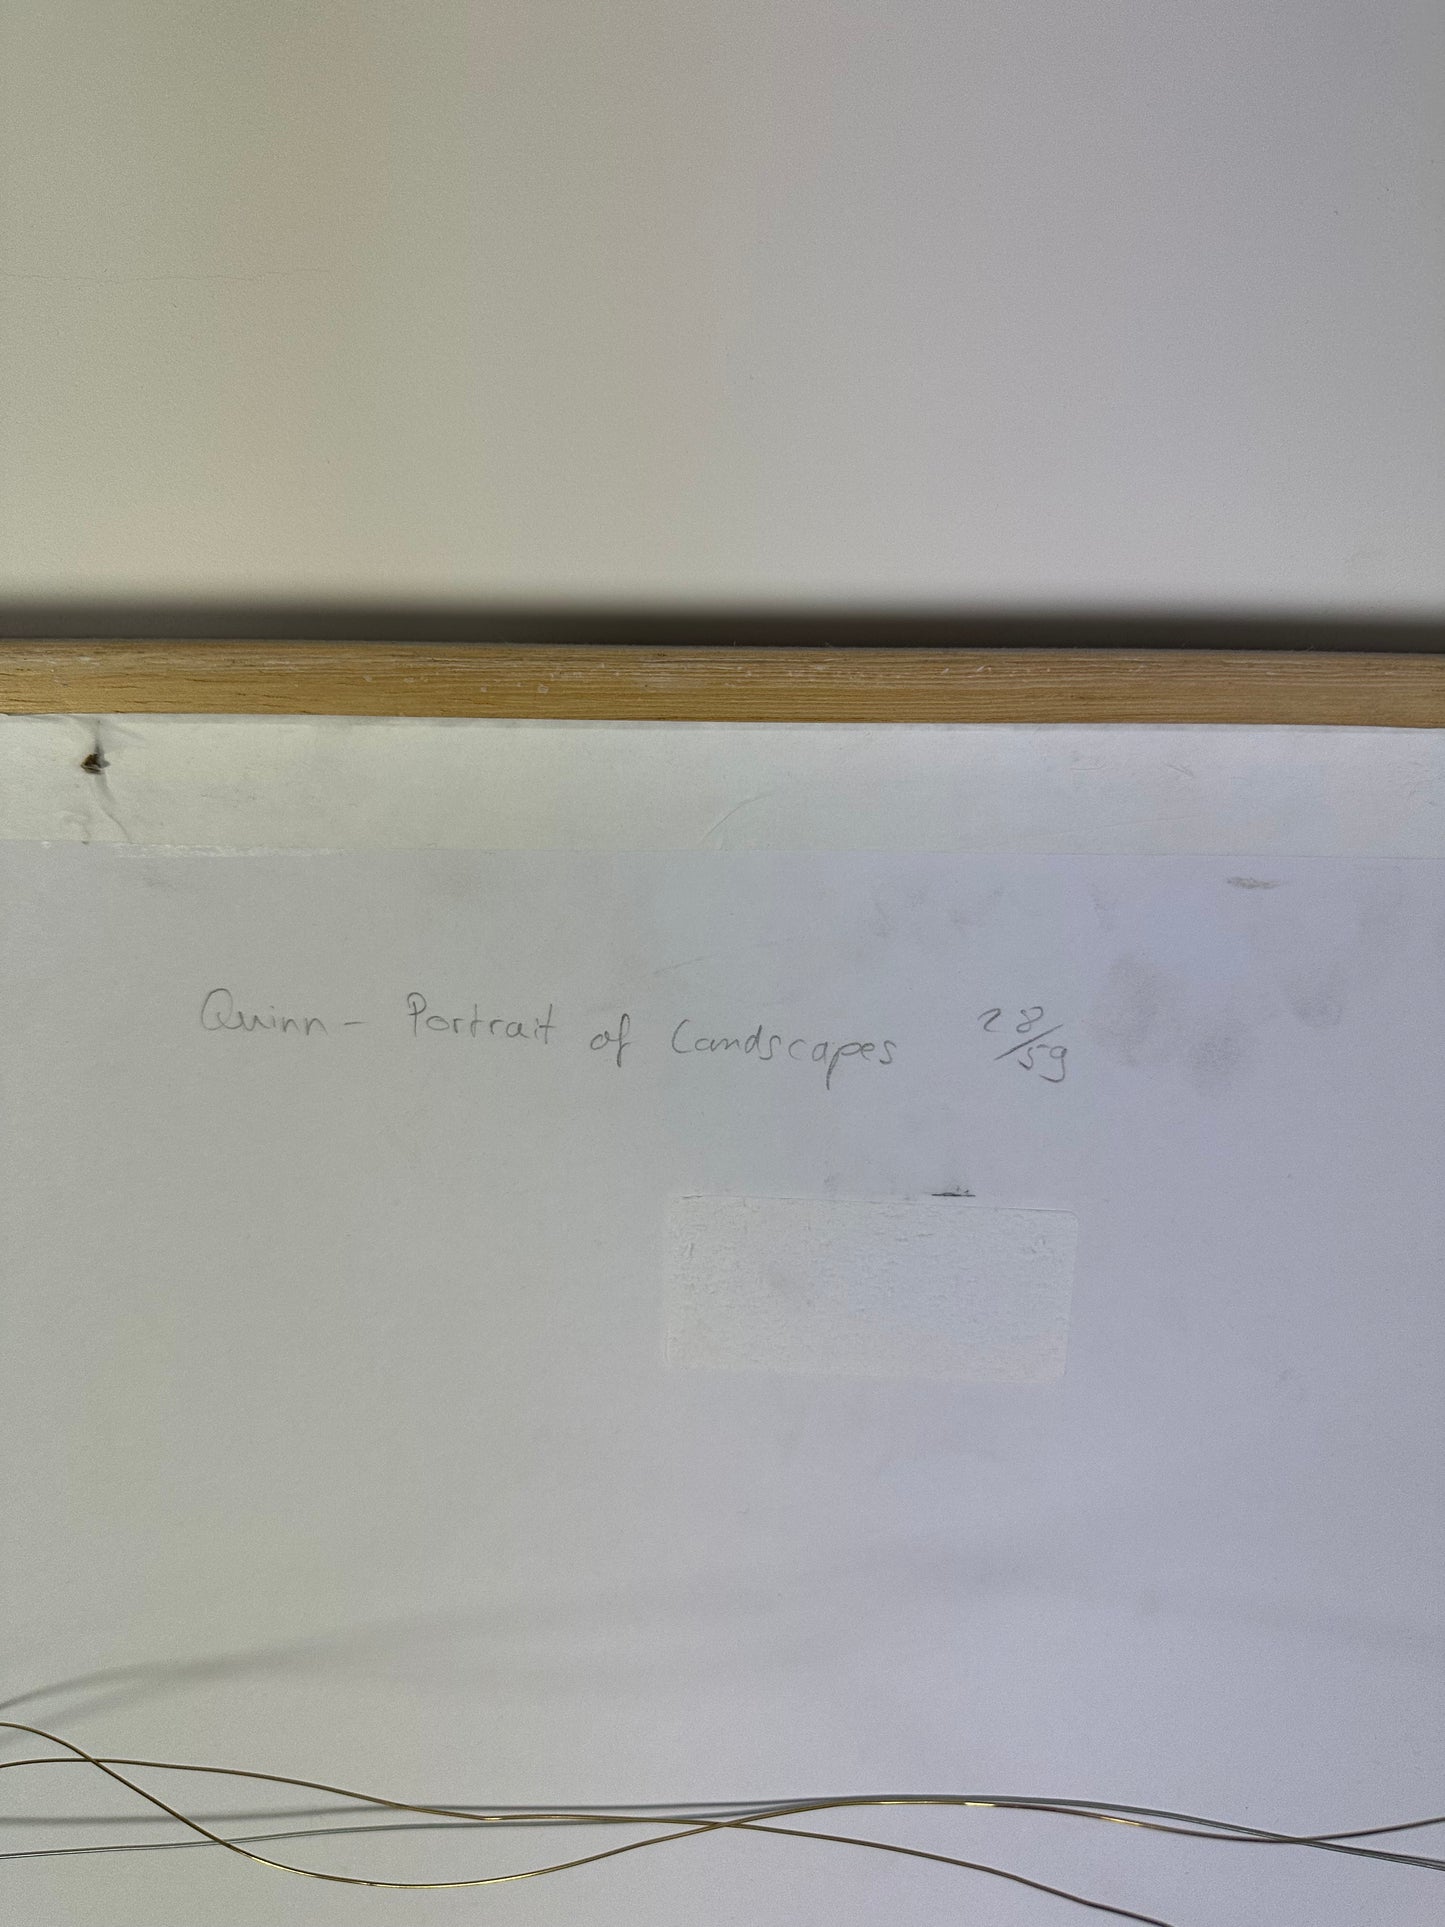 Quinn - Portrait of Landscapes 28/59